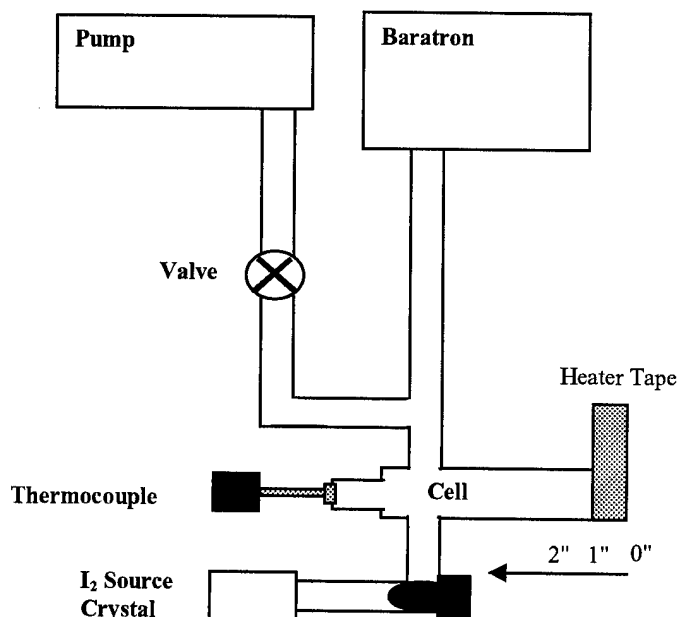 Pump
Baratron
Valve
Heater Tape
Thermocouple
Cell
2" 1" 0"
I₂ Source
Crystal